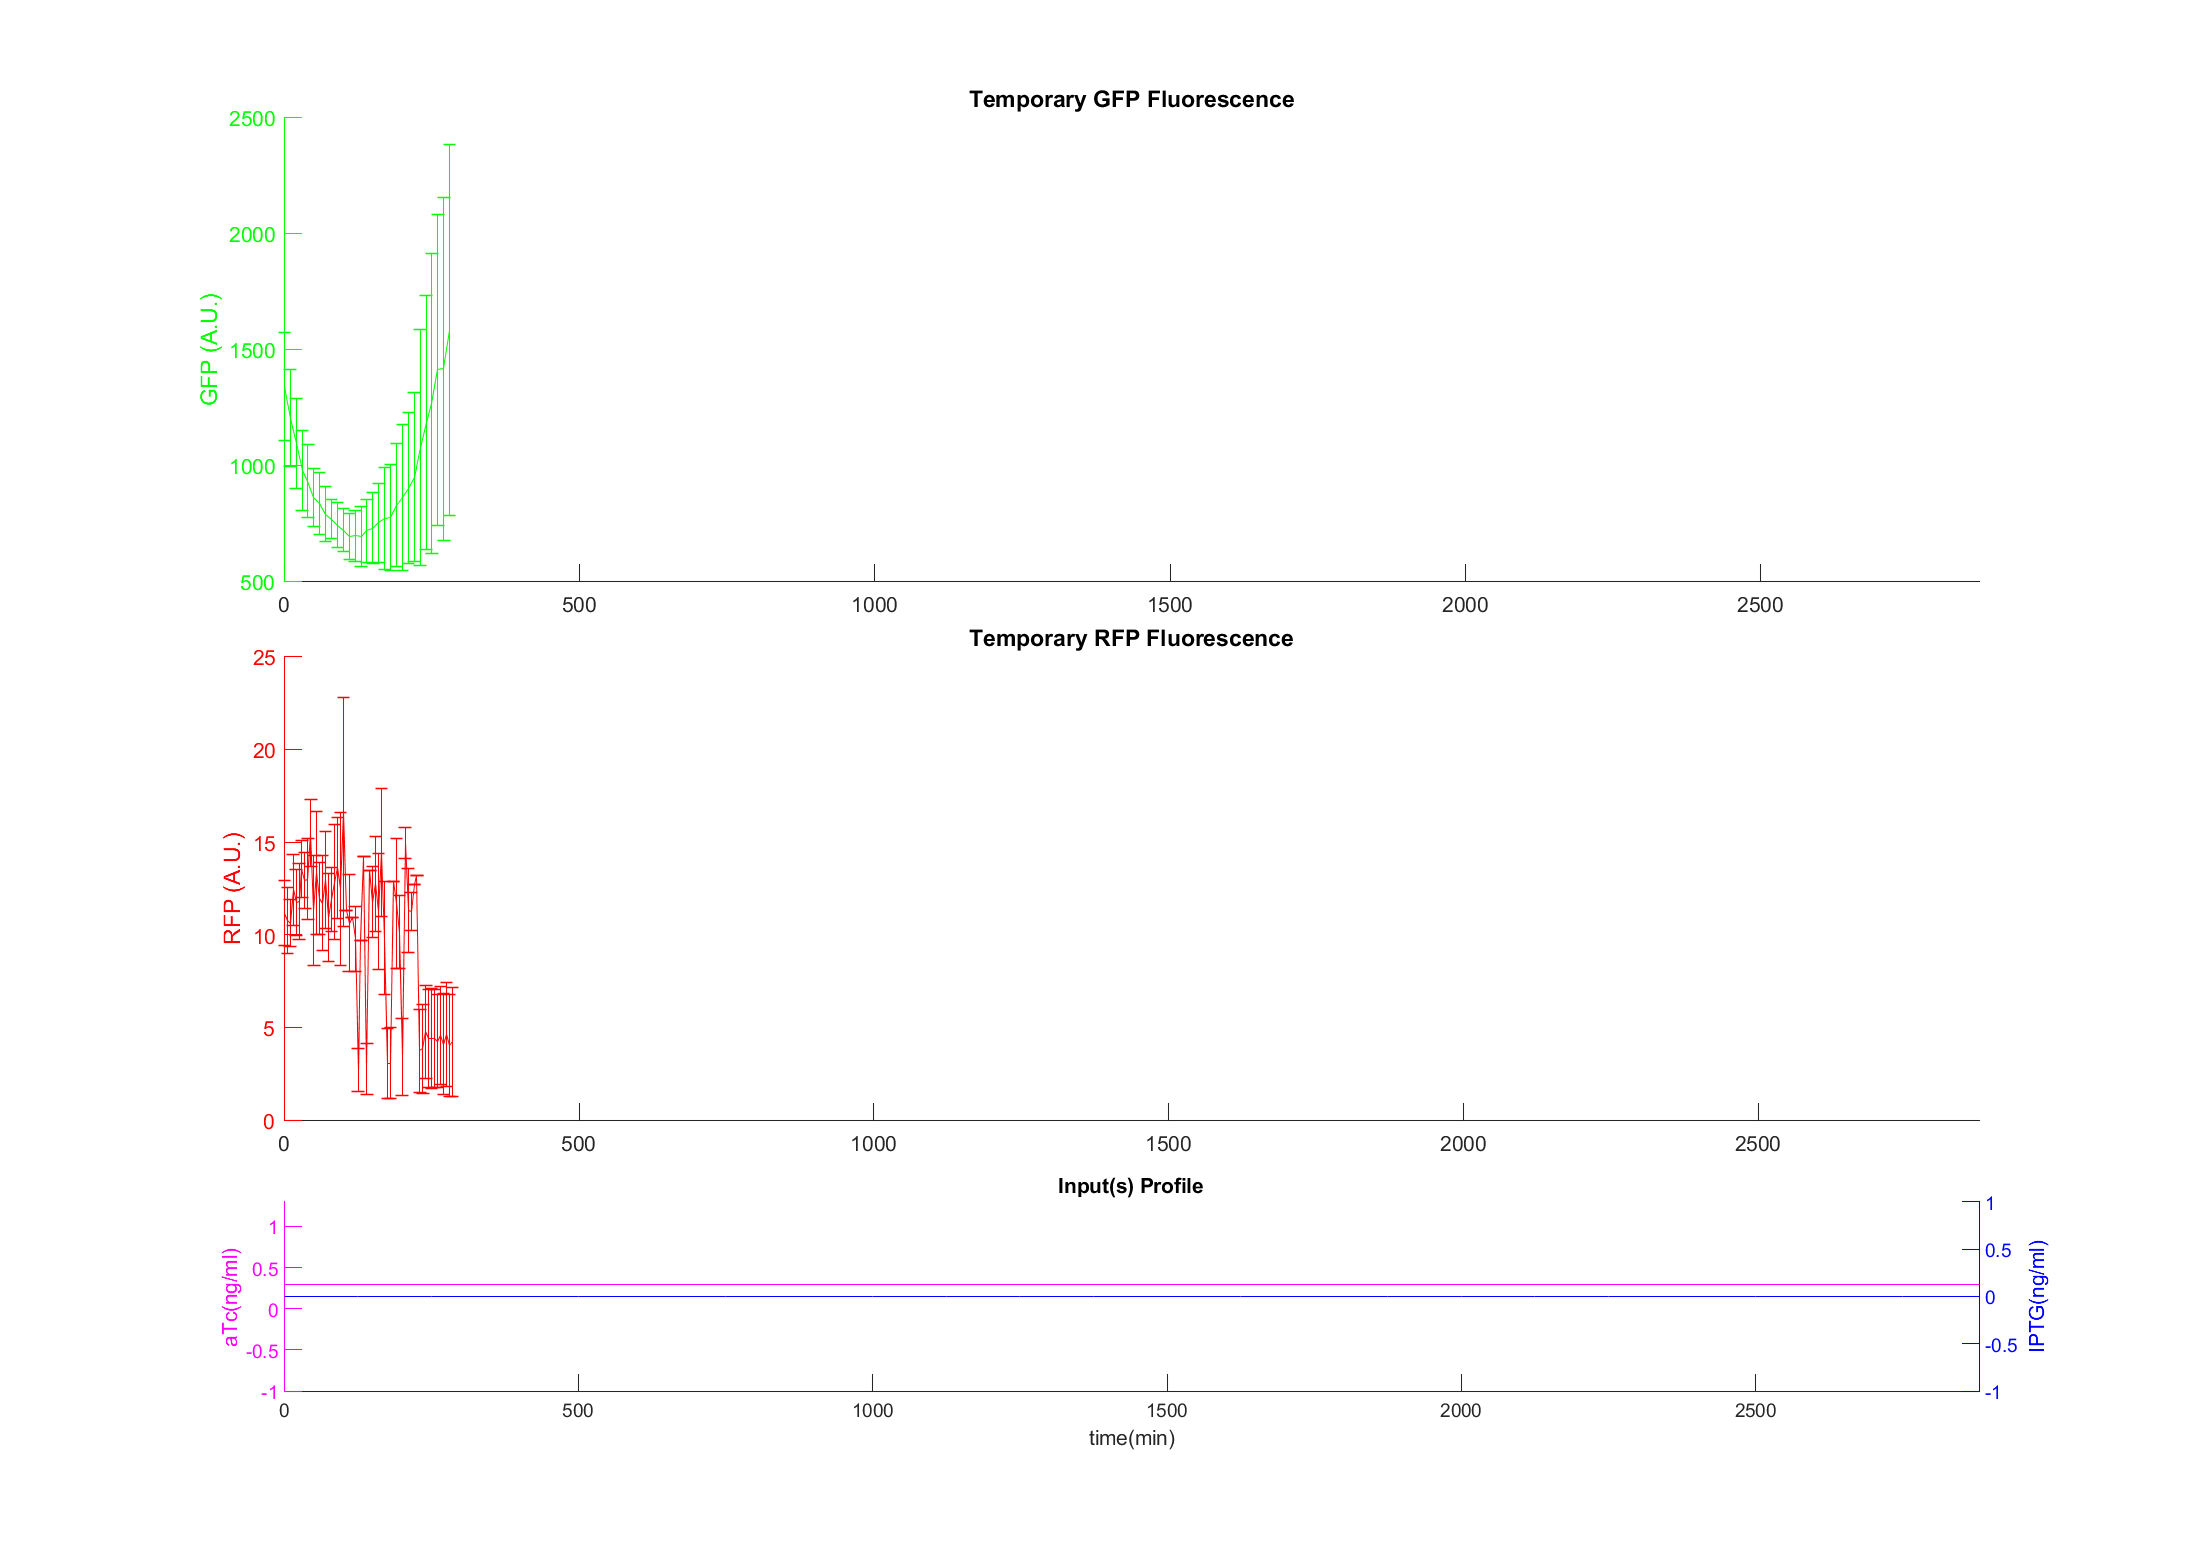 Temporary GFP Fluorescence
2500
2000
1500
1000
500
GFP (A.U.)
0 500 1000 1500 2000 2500
Temporary RFP Fluorescence
25
20
15
10
5
0
RFP (A.U.)
0 500 1000 1500 2000 2500
Input(s) Profile
1
0.5
0
-0.5
-1
aTc(ng/ml)
1
0.5
0
-0.5
-1
IPTG(ng/ml)
0 500 1000 1500 2000 2500
time(min)